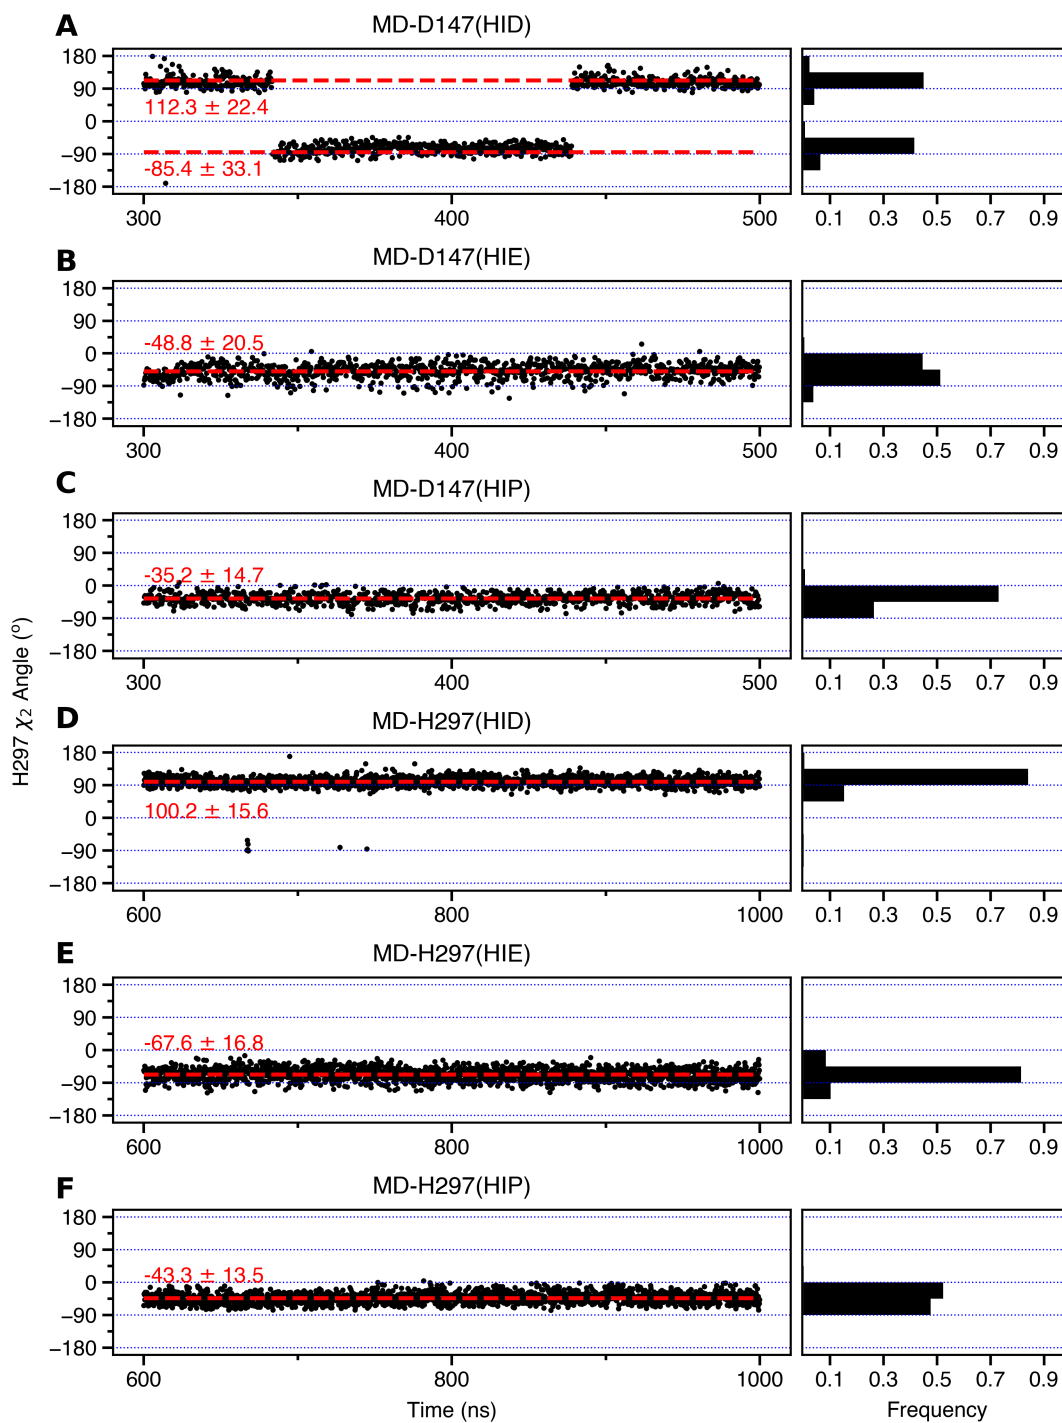 A
MD-D147(HID)
180
90
0
−90
−180
112.3 ± 22.4
-85.4 ± 33.1
300
400
500
0.1 0.3 0.5 0.7 0.9
B
MD-D147(HIE)
180
90
0
−90
−180
-48.8 ± 20.5
300
400
500
0.1 0.3 0.5 0.7 0.9
C
MD-D147(HIP)
180
90
0
−90
−180
-35.2 ± 14.7
300
400
500
0.1 0.3 0.5 0.7 0.9
H297 χ2 Angle (o)
D
MD-H297(HID)
180
90
0
−90
−180
100.2 ± 15.6
600
800
1000
0.1 0.3 0.5 0.7 0.9
E
MD-H297(HIE)
180
90
0
−90
−180
-67.6 ± 16.8
600
800
1000
0.1 0.3 0.5 0.7 0.9
F
MD-H297(HIP)
180
90
0
−90
−180
-43.3 ± 13.5
600
800
1000
0.1 0.3 0.5 0.7 0.9
Time (ns)
Frequency